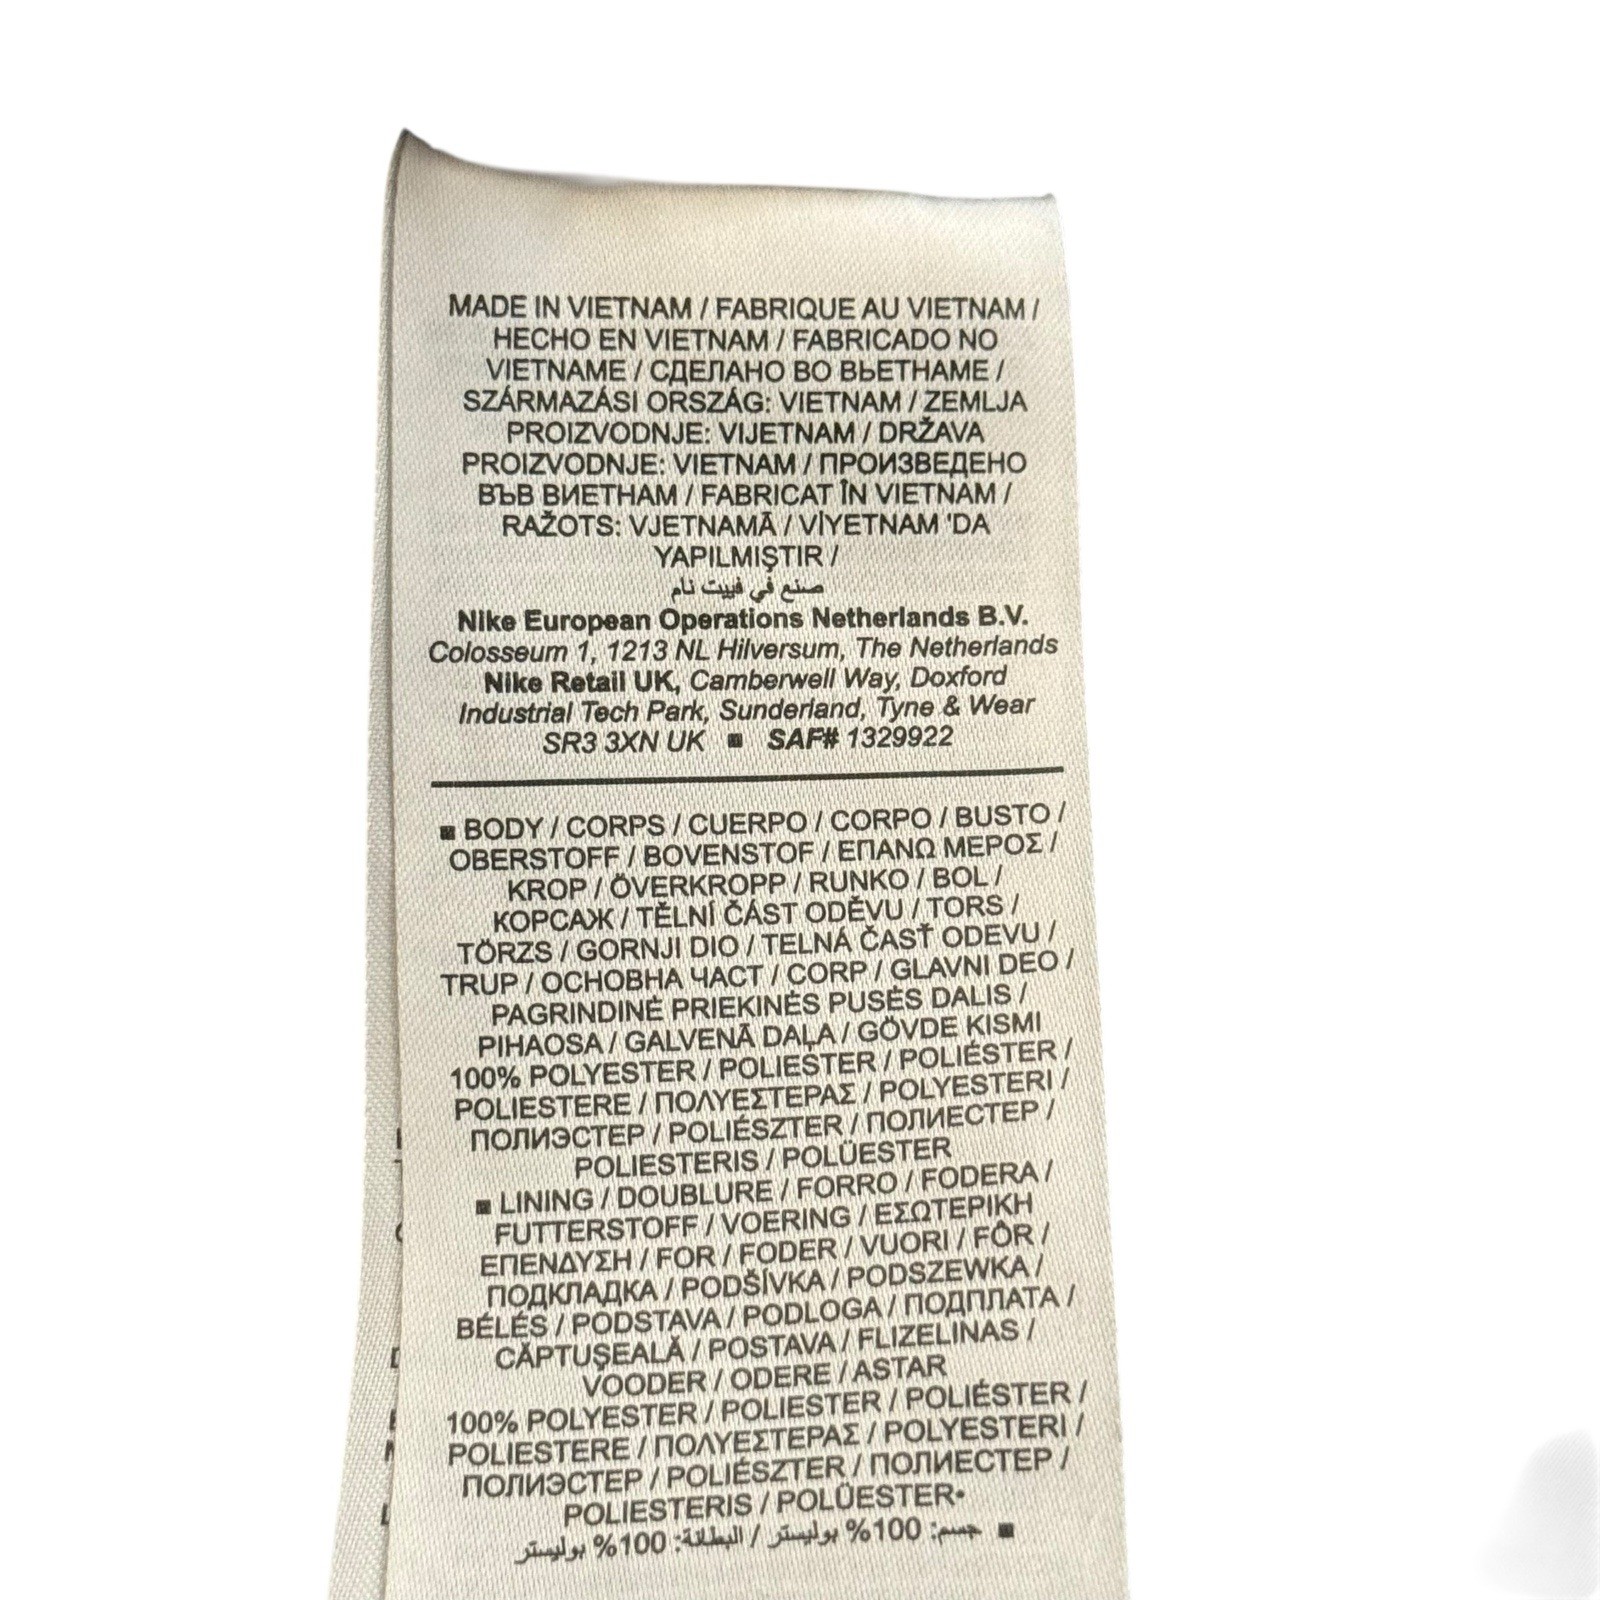 MADE IN VIETNAM / FABRIQUE AU VIETNAM /
HECHO EN VIETNAM / FABRICADO NO
VIETNAME / СДЕЛАНО ВО ВЬЕТНАМЕ /
SZÁRMAZÁSI ORSZÁG: VIETNAM / ZEMLJA
PROIZVODNJE: VIJETNAM / DRŽAVA
PROIZVODNJE: VIETNAM / ПРОИЗВЕДЕНО
ВЪВ ВИЕТНАМ / FABRICAT ÎN VIETNAM /
RAŽOTS: VJETNAMĀ / VİYETNAM 'DA
YAPILMIŞTIR /
صنع في فييت نام
Nike European Operations Netherlands B.V.
Colosseum 1, 1213 NL Hilversum, The Netherlands
Nike Retail UK, Camberwell Way, Doxford
Industrial Tech Park, Sunderland, Tyne & Wear
SR3 3XN UK ■ SAF# 1329922
■ BODY / CORPS / CUERPO / CORPO / BUSTO /
OBERSTOFF / BOVENSTOF / ΕΠΑΝΩ ΜΕΡΟΣ /
KROP / ÖVERKROPP / RUNKO / BOL /
КОРСАЖ / TĚLNÍ ČÁST ODĚVU / TORS /
TÖRZS / GORNJI DIO / TELNÁ ČASŤ ODEVU /
TRUP / ОСНОВНА ЧАСТ / CORP / GLAVNI DEO /
PAGRINDINĖ PRIEKINĖS PUSĖS DALIS /
PIHAOSA / GALVENĀ DAĻA / GÖVDE KISMI
100% POLYESTER / POLIESTER / POLIÉSTER /
POLIESTERE / ΠΟΛΥΕΣΤΕΡΑΣ / POLYESTERI /
ПОЛИЭСТЕР / POLIÉSZTER / ПОЛИЕСТЕР /
POLIESTERIS / POLÜESTER
■ LINING / DOUBLURE / FORRO / FODERA /
FUTTERSTOFF / VOERING / ΕΣΩΤΕΡΙΚΗ
ΕΠΕΝΔΥΣΗ / FOR / FODER / VUORI / FÔR /
ПОДКЛАДКА / PODŠÍVKA / PODSZEWKA /
BÉLÉS / PODSTAVA / PODLOGA / ПОДПЛАТА /
CĂPTUŞEALĂ / POSTAVA / FLIZELINAS /
VOODER / ODERE / ASTAR
100% POLYESTER / POLIESTER / POLIÉSTER /
POLIESTERE / ΠΟΛΥΕΣΤΕΡΑΣ / POLYESTERI /
ПОЛИЭСТЕР / POLIÉSZTER / ПОЛИЕСТЕР /
POLIESTERIS / POLÜESTER•
■ جسم: 100% بوليستر / البطانة: 100% بوليستر